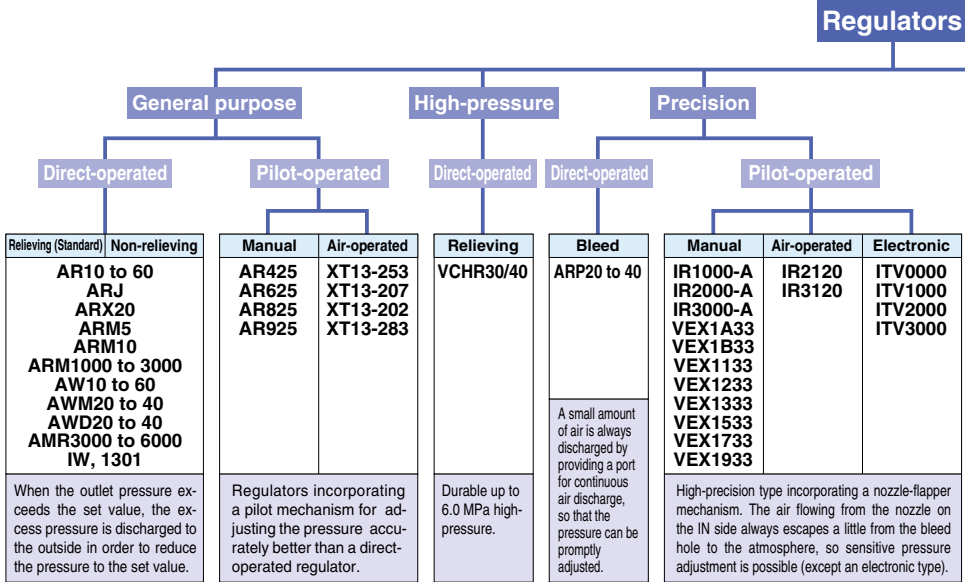 Regulators
General purpose
High-pressure
Precision
Direct-operated
Pilot-operated
Direct-operated
Direct-operated
Pilot-operated
Relieving (Standard)
Non-relieving
AR10 to 60
ARJ
ARX20
ARM5
ARM10
ARM1000 to 3000
AW10 to 60
AWM20 to 40
AWD20 to 40
AMR3000 to 6000
IW, 1301
When the outlet pressure ex-
ceeds the set value, the ex-
cess pressure is discharged to
the outside in order to reduce
the pressure to the set value.
Manual
AR425
AR625
AR825
AR925
Air-operated
XT13-253
XT13-207
XT13-202
XT13-283
Regulators incorporating
a pilot mechanism for ad-
justing the pressure accu-
rately better than a direct-
operated regulator.
Relieving
VCHR30/40
Durable up to
6.0 MPa high-
pressure.
Bleed
ARP20 to 40
A small amount
of air is always
discharged by
providing a port
for continuous
air discharge,
so that the
pressure can be
promptly
adjusted.
Manual
IR1000-A
IR2000-A
IR3000-A
VEX1A33
VEX1B33
VEX1133
VEX1233
VEX1333
VEX1533
VEX1733
VEX1933
Air-operated
IR2120
IR3120
Electronic
ITV0000
ITV1000
ITV2000
ITV3000
High-precision type incorporating a nozzle-flapper
mechanism. The air flowing from the nozzle on
the IN side always escapes a little from the bleed
hole to the atmosphere, so sensitive pressure
adjustment is possible (except an electronic type).